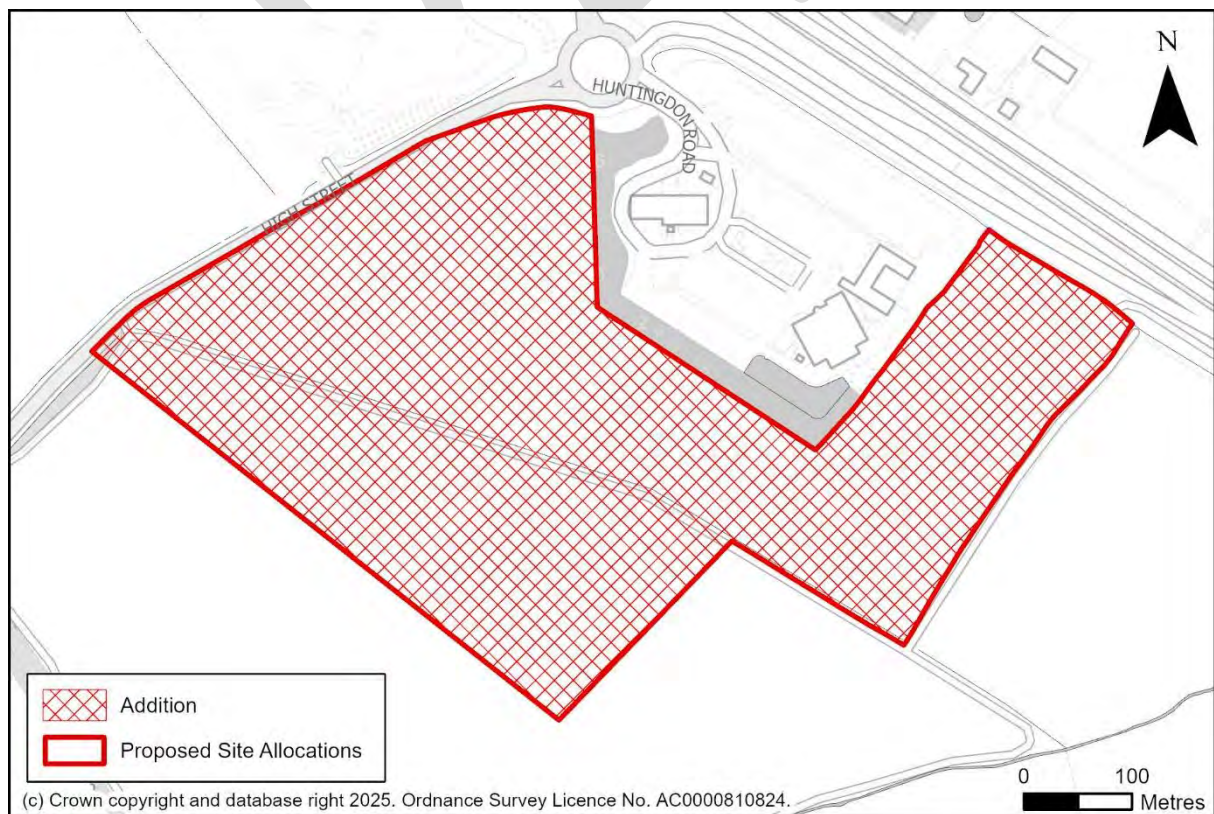 N
HUNTINGDON ROAD
HIGH STREET
Addition
Proposed Site Allocations
0 100
Metres
(c) Crown copyright and database right 2025. Ordnance Survey Licence No. AC0000810824.